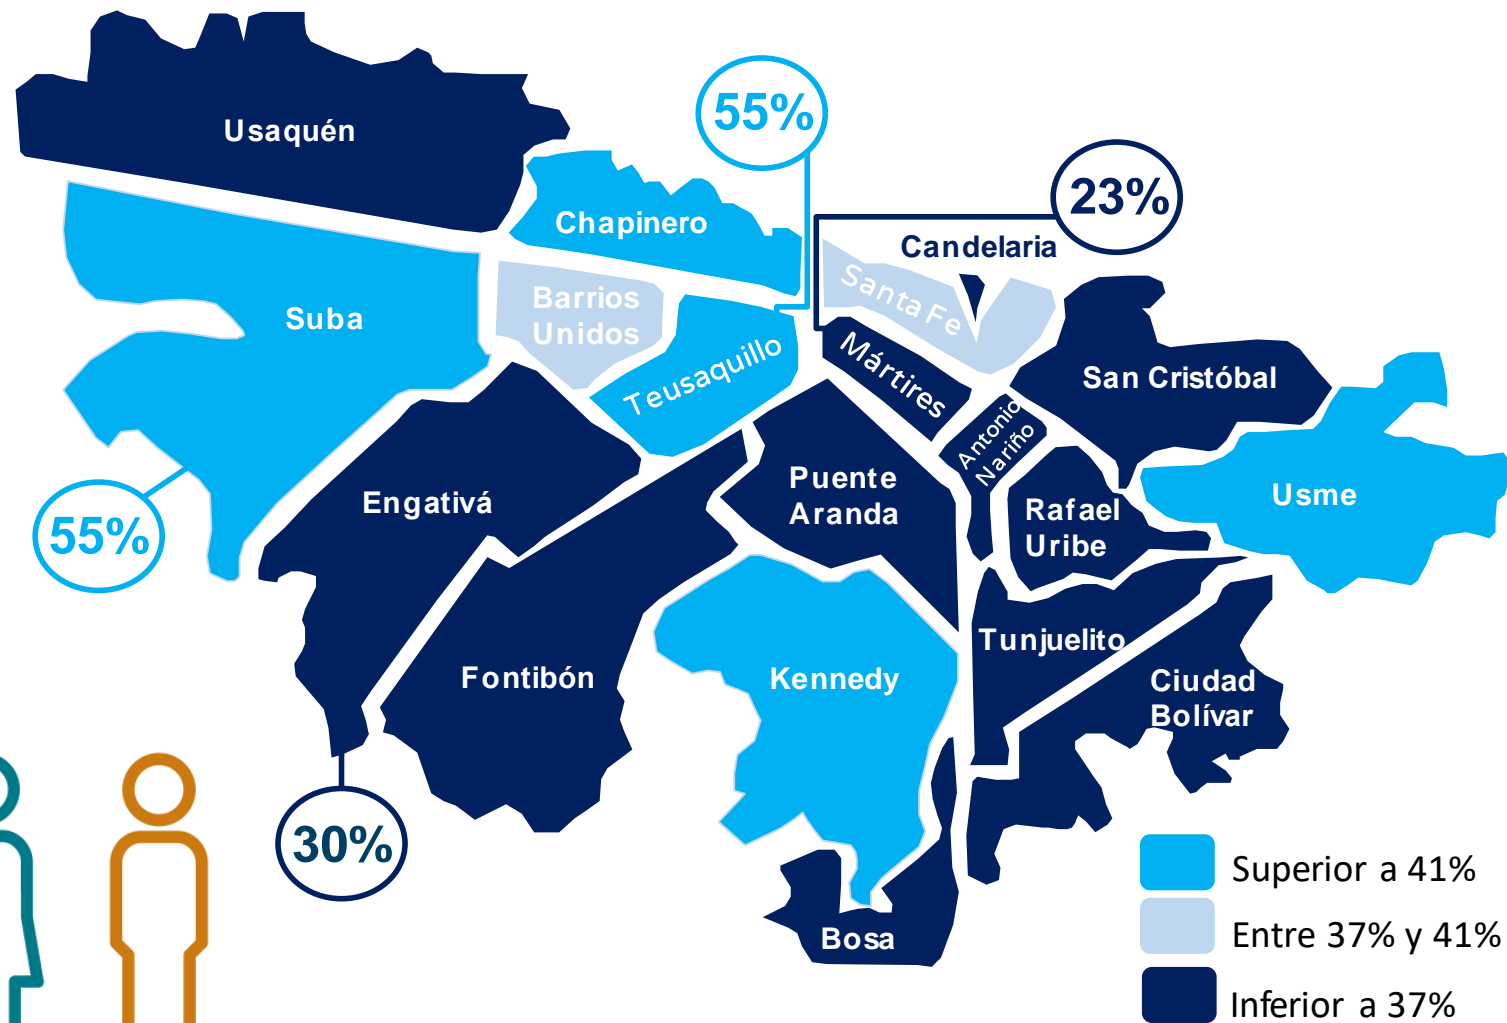 Usaquén
55%
23%
Chapinero
Candelaria
Santa Fe
Barrios
Unidos
Suba
Teusaquillo
Mártires
San Cristóbal
Antonio
Nariño
Puente
Aranda
Engativá
Usme
Rafael
Uribe
55%
Tunjuelito
Fontibón
Kennedy
Ciudad
Bolívar
30%
Bosa
Superior a 41%
Entre 37% y 41%
Inferior a 37%